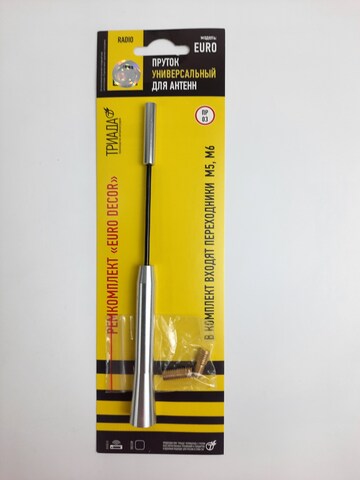 RADIO
МОДЕЛЬ:
EURO
ПРУТОК
УНИВЕРСАЛЬНЫЙ
ДЛЯ АНТЕНН
ПР
03
ТРИАДА
РЕМКОМПЛЕКТ «EURO DECOR»
В КОМПЛЕКТ ВХОДЯТ ПЕРЕХОДНИКИ М5, М6